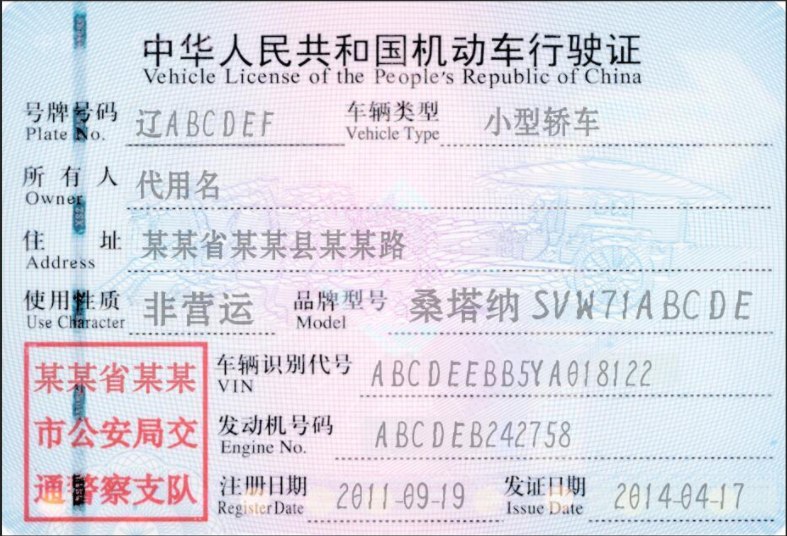 中华人民共和国机动车行驶证
Vehicle License of the People's Republic of China
号牌号码 辽ABCDEF 车辆类型 小型轿车
Plate No. Vehicle Type
所有人 代用名
Owner
住址 某某省某某县某某路
Address
使用性质 非营运 品牌型号 桑塔纳 SVW71ABCDE
Use Character Model
某某省某某
市公安局交
通警察支队
车辆识别代号 ABCDEEBB5YA018122
VIN
发动机号码 ABCDEB242758
Engine No.
注册日期 2011-09-19 发证日期 2014-04-17
Register Date Issue Date